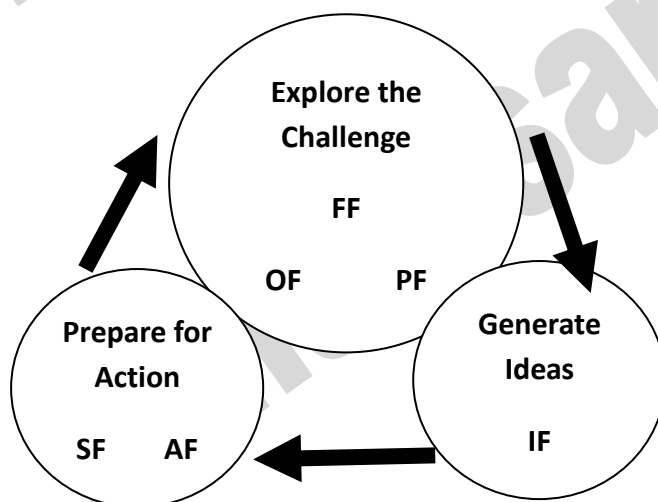 Explore the
Challenge
FF
OF PF
Generate
Ideas
IF
Prepare for
Action
SF AF